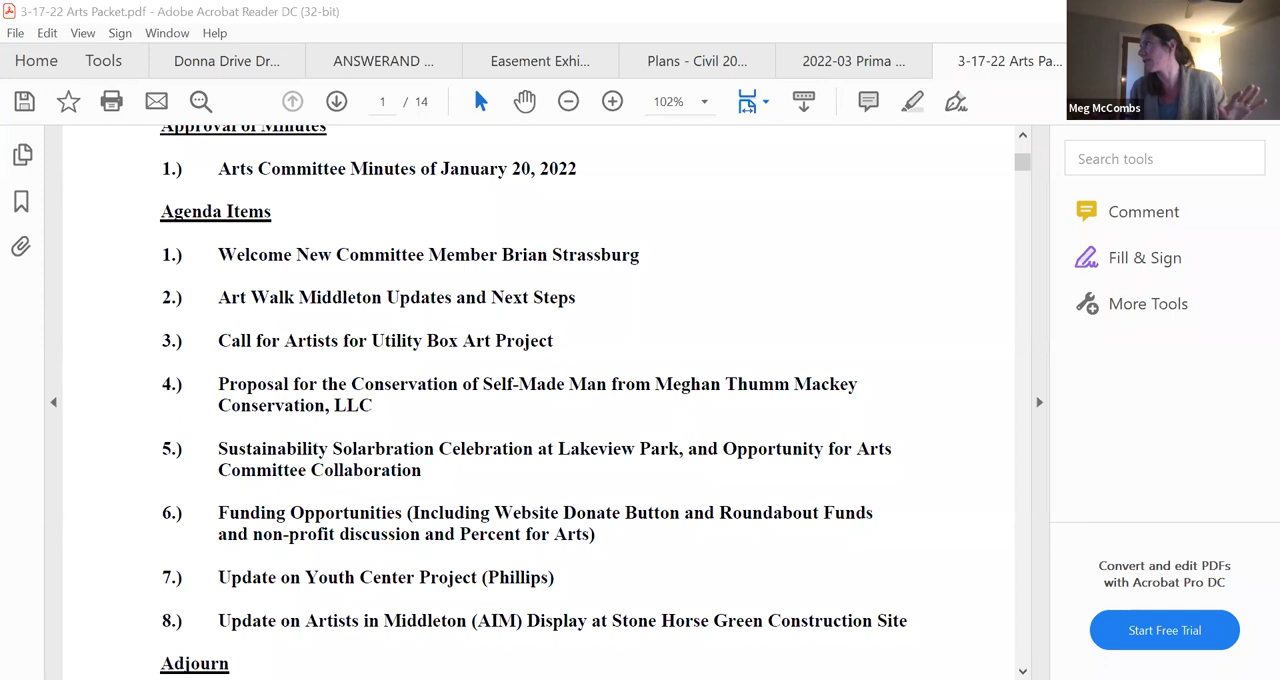 3-17-22 Arts Packet.pdf - Adobe Acrobat Reader DC (32-bit)
File Edit View Sign Window Help
Home Tools Donna Drive Dr... ANSWERAND ... Easement Exhi... Plans - Civil 20... 2022-03 Prima ... 3-17-22 Arts Pa...
1 / 14 102%
Meg McCombs
Approval of Minutes
1.) Arts Committee Minutes of January 20, 2022
Agenda Items
1.) Welcome New Committee Member Brian Strassburg
2.) Art Walk Middleton Updates and Next Steps
3.) Call for Artists for Utility Box Art Project
4.) Proposal for the Conservation of Self-Made Man from Meghan Thumm Mackey
Conservation, LLC
5.) Sustainability Solarbration Celebration at Lakeview Park, and Opportunity for Arts
Committee Collaboration
6.) Funding Opportunities (Including Website Donate Button and Roundabout Funds
and non-profit discussion and Percent for Arts)
7.) Update on Youth Center Project (Phillips)
8.) Update on Artists in Middleton (AIM) Display at Stone Horse Green Construction Site
Adjourn
Search tools
Comment
Fill & Sign
More Tools
Convert and edit PDFs
with Acrobat Pro DC
Start Free Trial